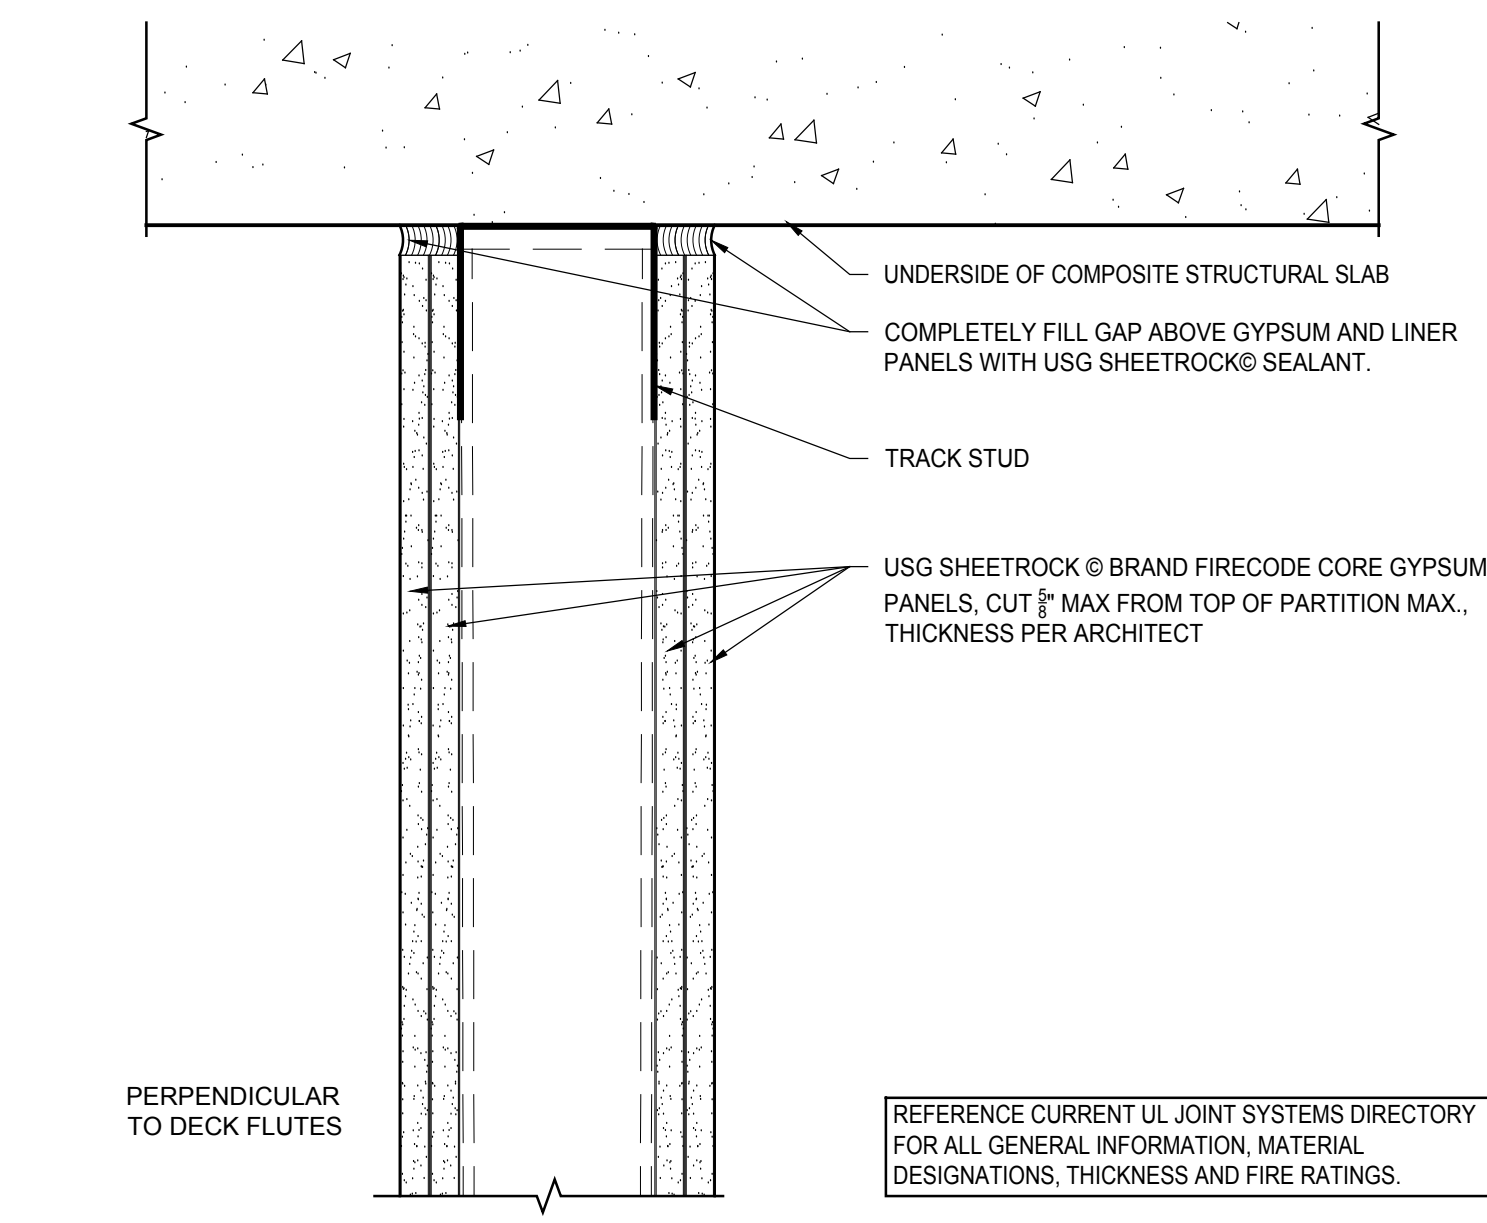 UNDERSIDE OF COMPOSITE STRUCTURAL SLAB
COMPLETELY FILL GAP ABOVE GYPSUM AND LINER
PANELS WITH USG SHEETROCK© SEALANT.
TRACK STUD
USG SHEETROCK © BRAND FIRECODE CORE GYPSUM
PANELS, CUT 5/8" MAX FROM TOP OF PARTITION MAX.,
THICKNESS PER ARCHITECT
PERPENDICULAR
TO DECK FLUTES
REFERENCE CURRENT UL JOINT SYSTEMS DIRECTORY
FOR ALL GENERAL INFORMATION, MATERIAL
DESIGNATIONS, THICKNESS AND FIRE RATINGS.